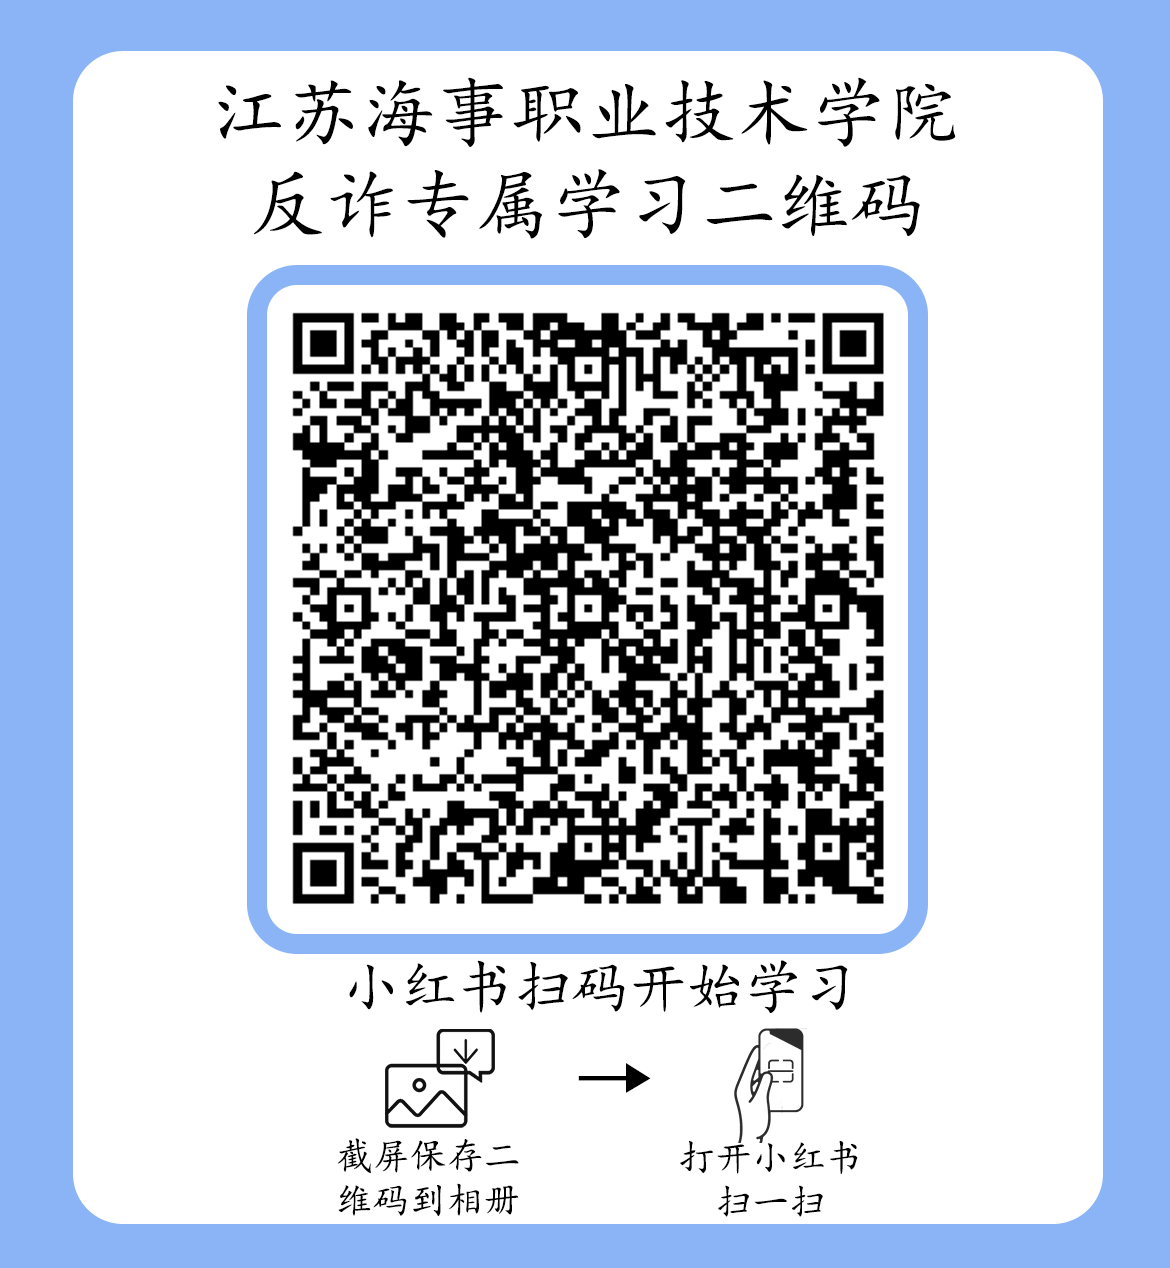 江苏海事职业技术学院
反诈专属学习二维码
小红书扫码开始学习
截屏保存二
维码到相册
打开小红书
扫一扫